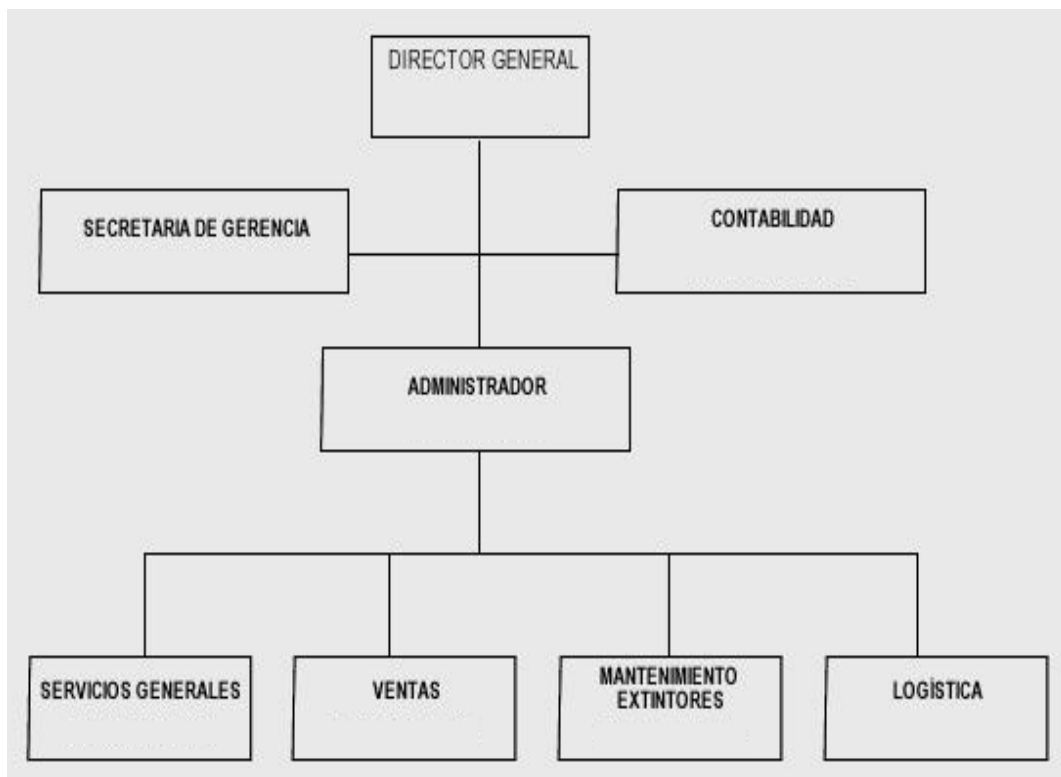 DIRECTOR GENERAL
SECRETARIA DE GERENCIA
CONTABILIDAD
ADMINISTRADOR
SERVICIOS GENERALES
VENTAS
MANTENIMIENTO
EXTINTORES
LOGÍSTICA